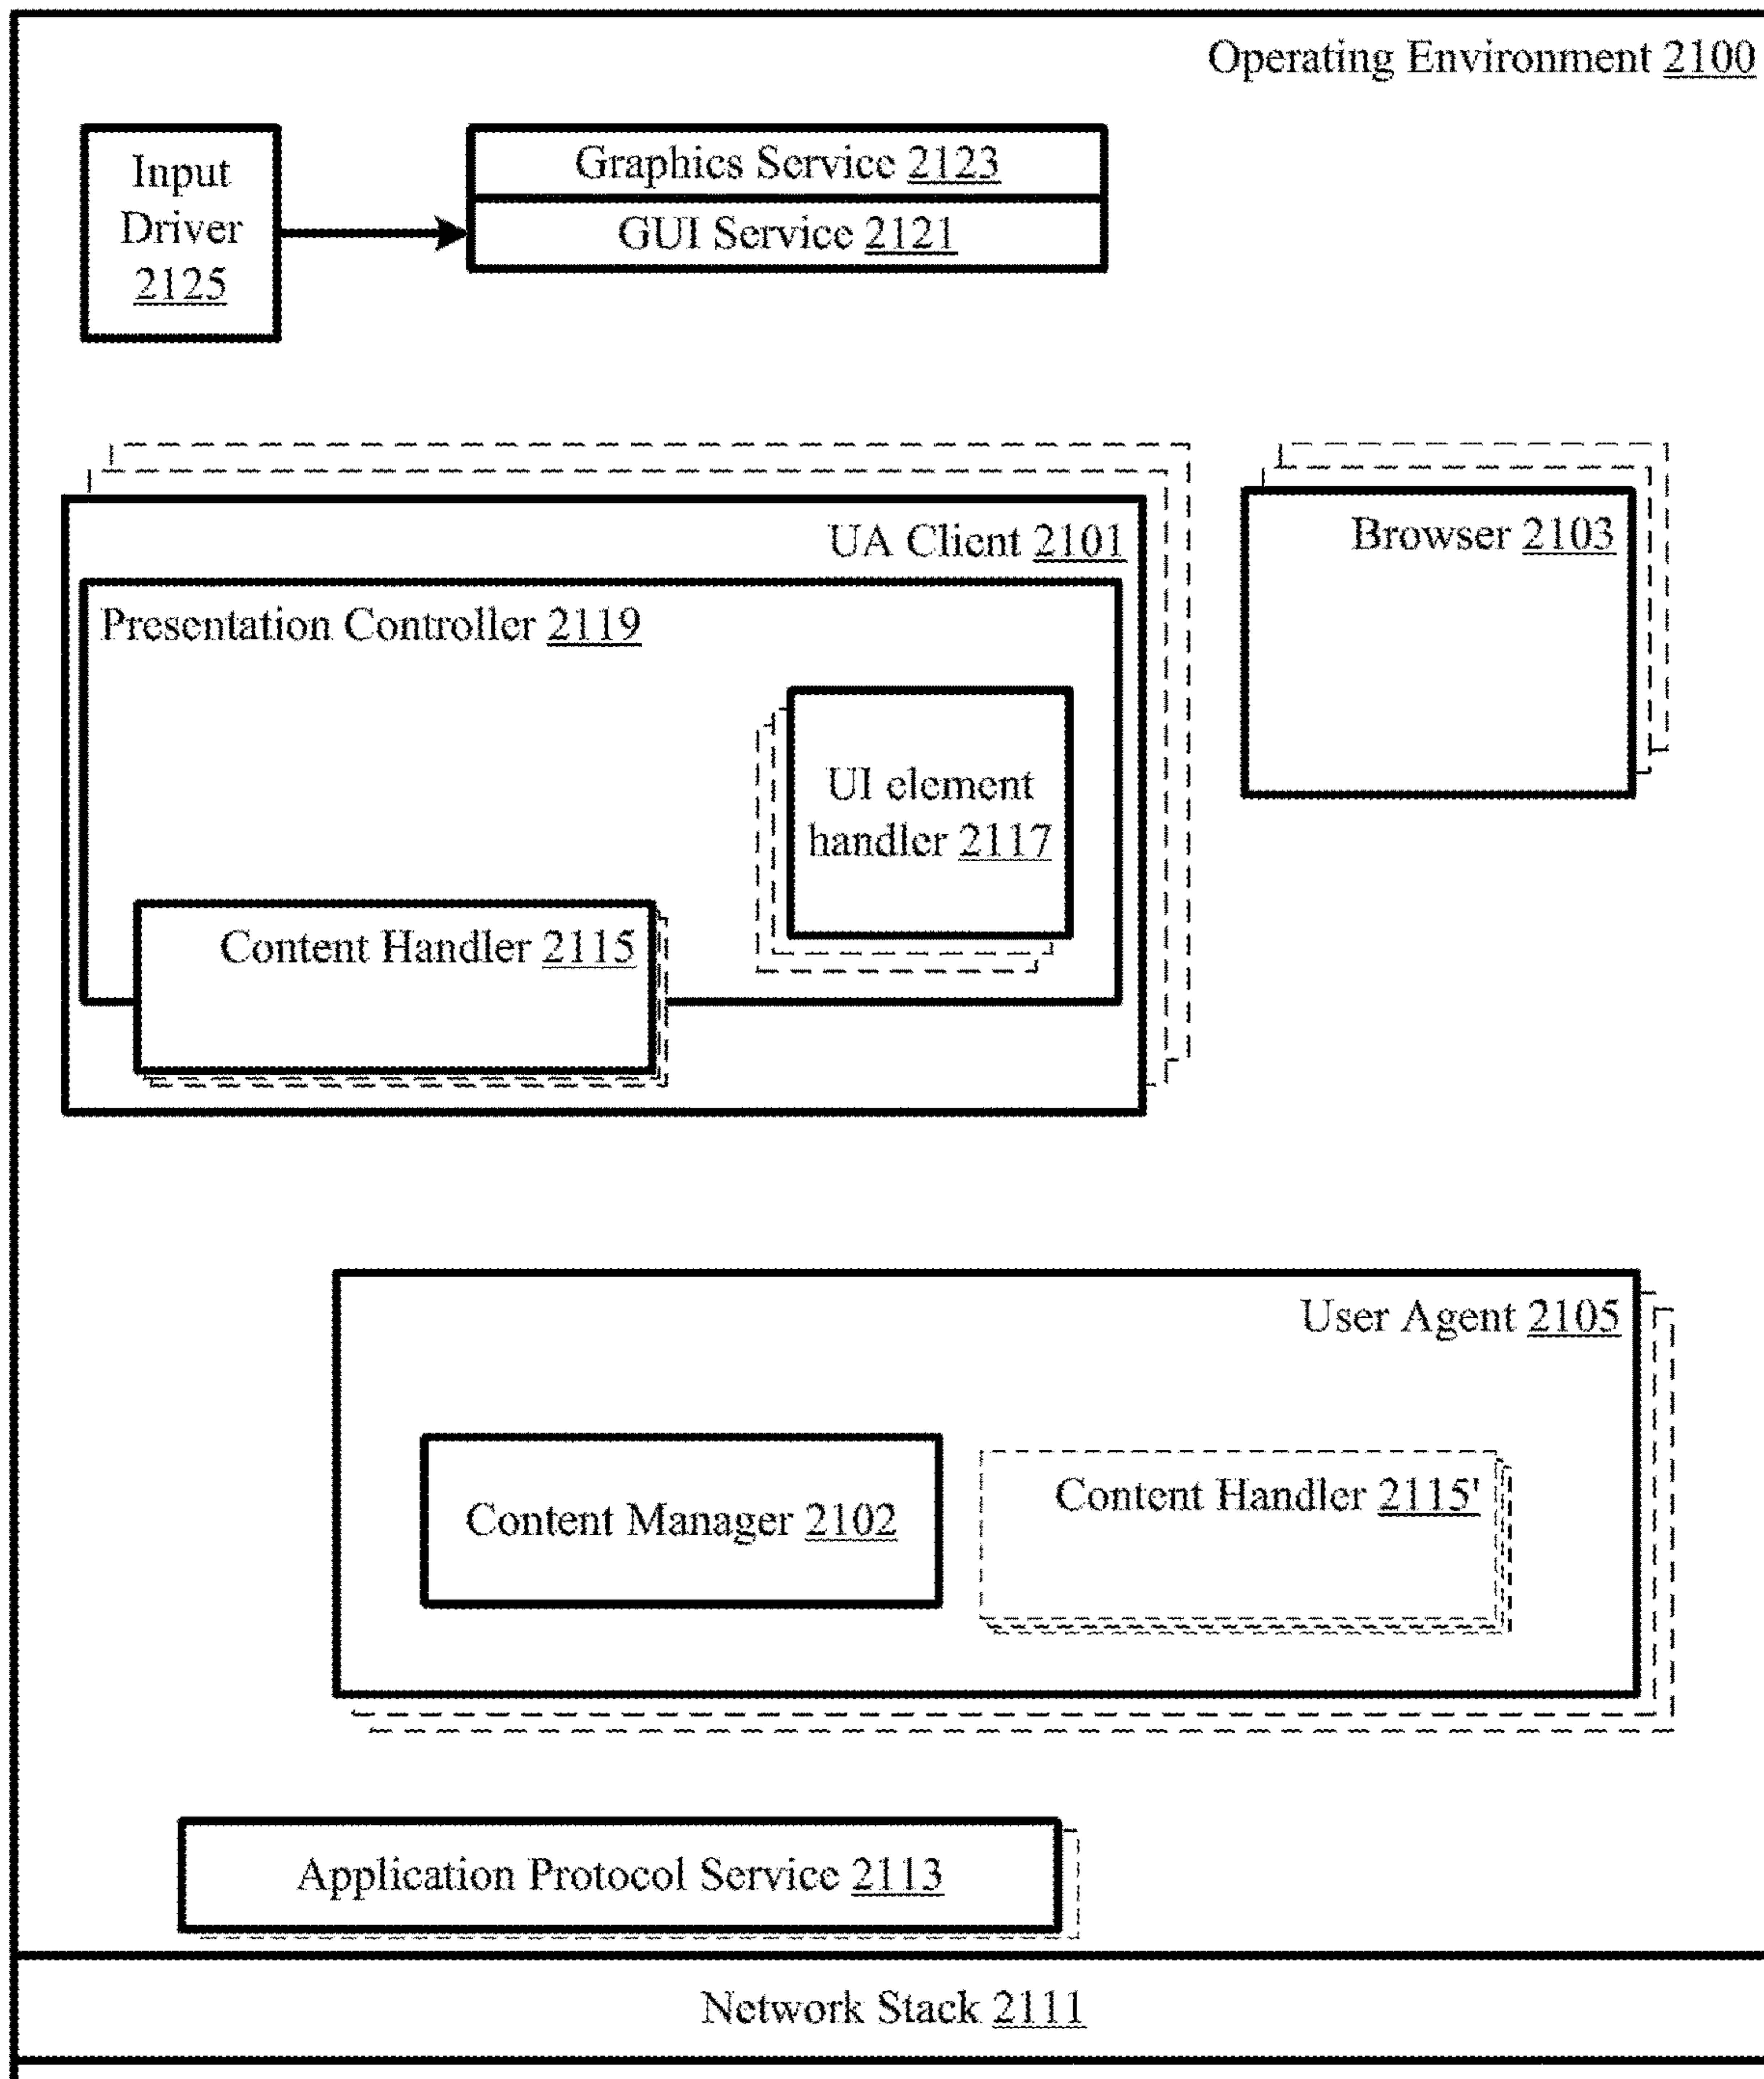 Operating Environment 2100
Input
Driver
2125
Graphics Service 2123
GUI Service 2121
UA Client 2101
Browser 2103
Presentation Controller 2119
UI element
handler 2117
Content Handler 2115
User Agent 2105
Content Manager 2102
Content Handler 2115'
Application Protocol Service 2113
Network Stack 2111